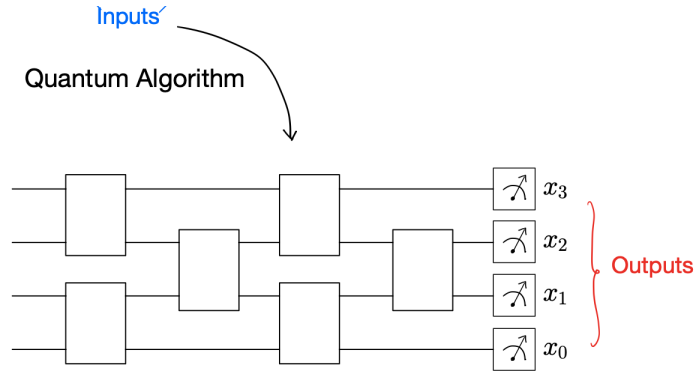 Inputs
Quantum Algorithm
x₃
x₂
Outputs
x₁
x₀